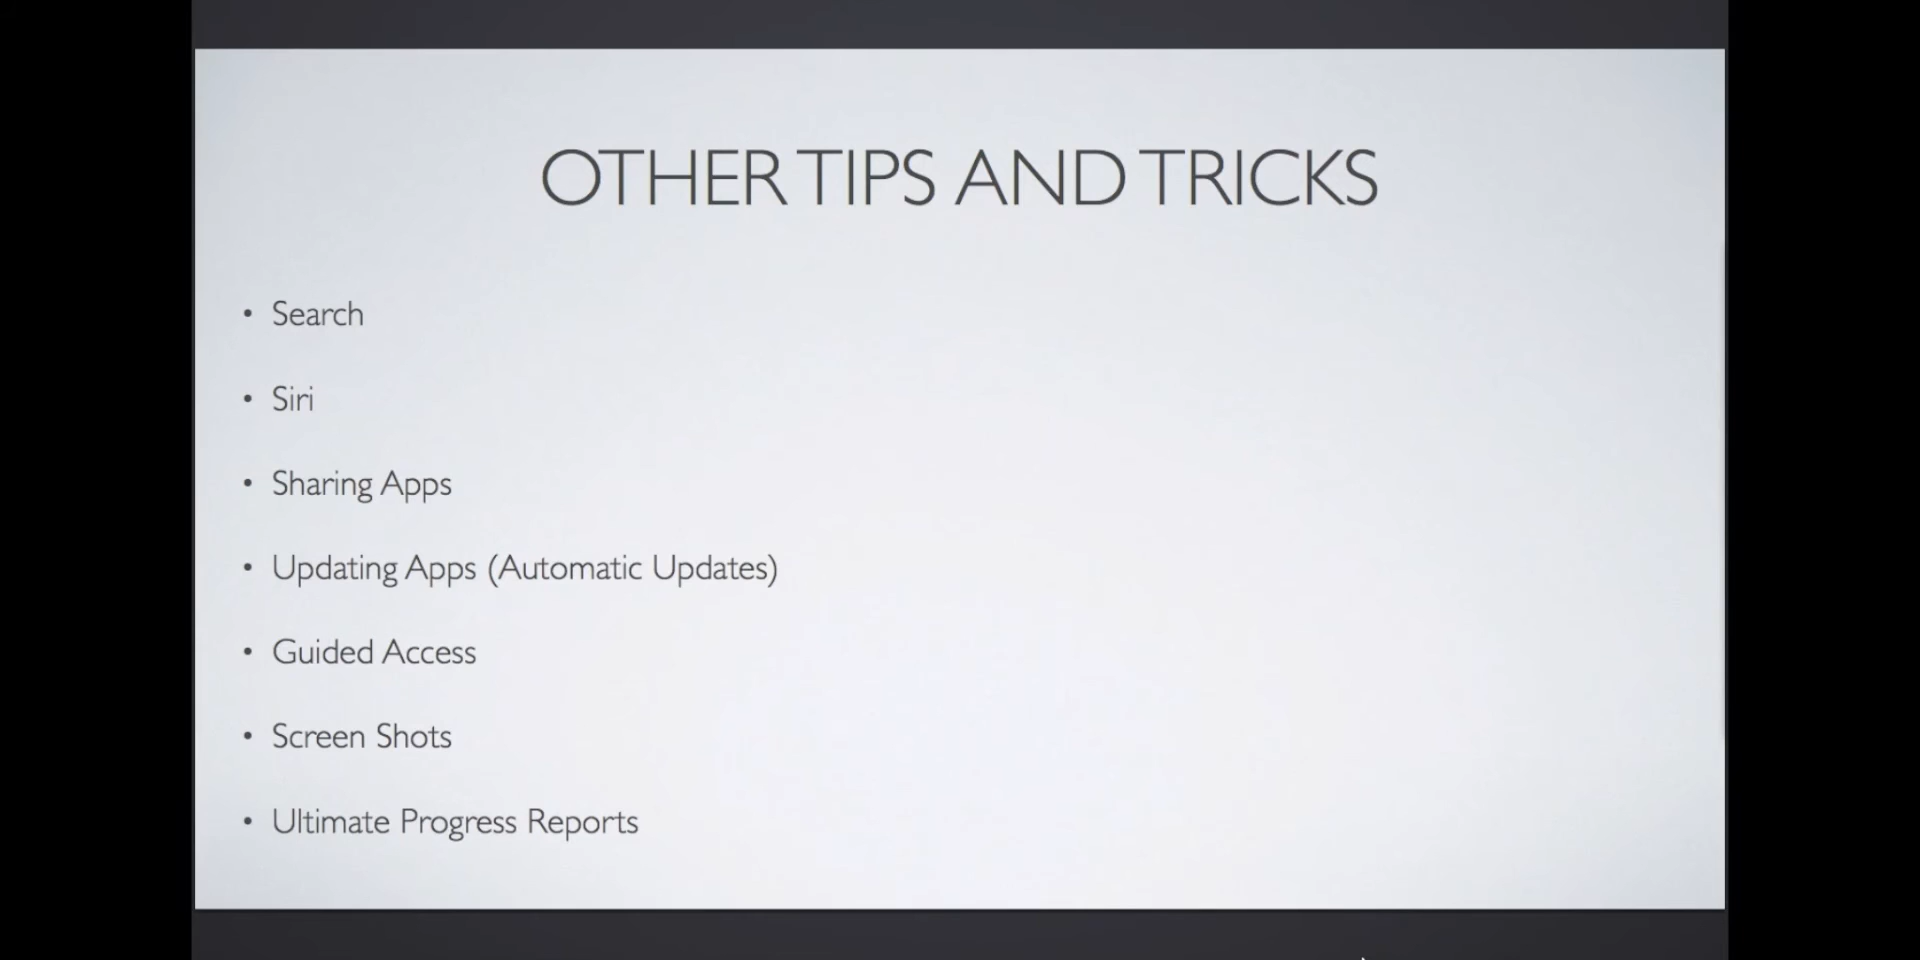 OTHER TIPS AND TRICKS
• Search
• Siri
• Sharing Apps
• Updating Apps (Automatic Updates)
• Guided Access
• Screen Shots
• Ultimate Progress Reports